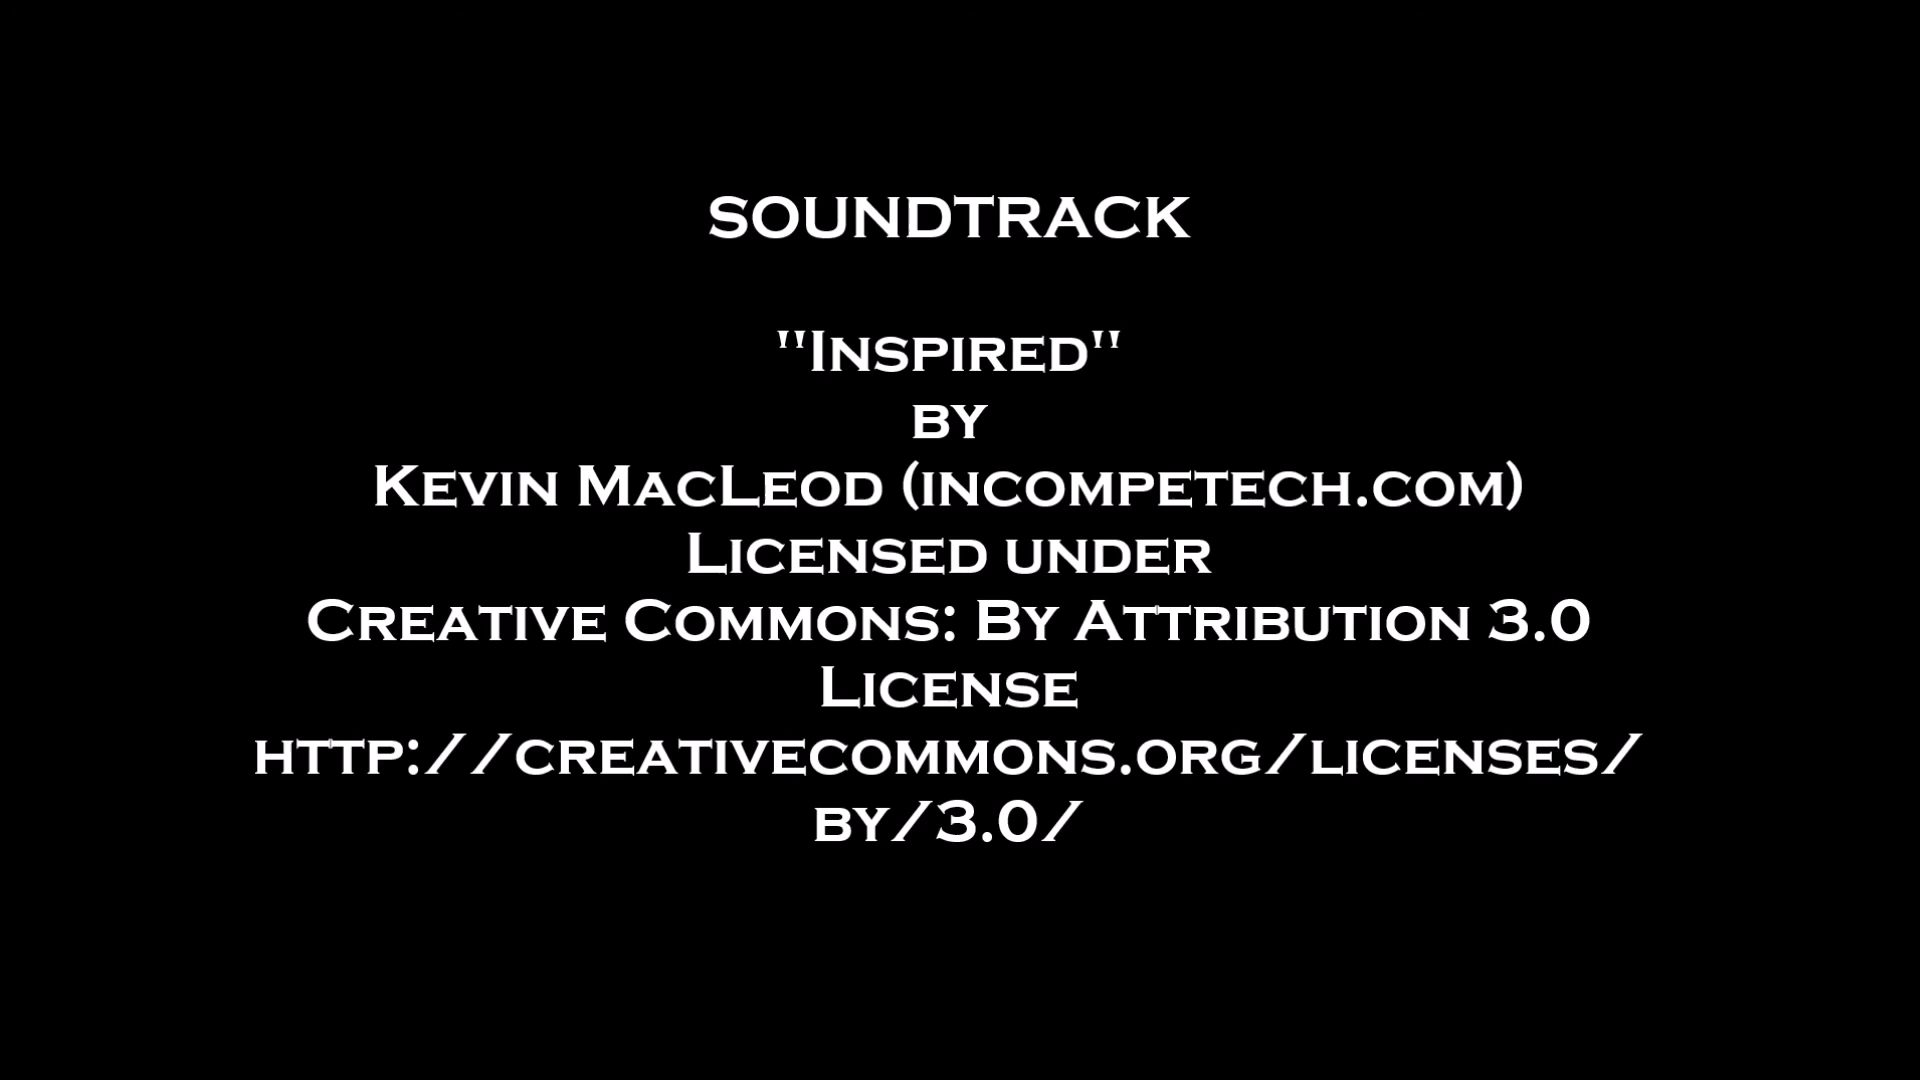 SOUNDTRACK
"Inspired"
by
Kevin MacLeod (incompetech.com)
Licensed under
Creative Commons: By Attribution 3.0
License
http://creativecommons.org/licenses/
by/3.0/